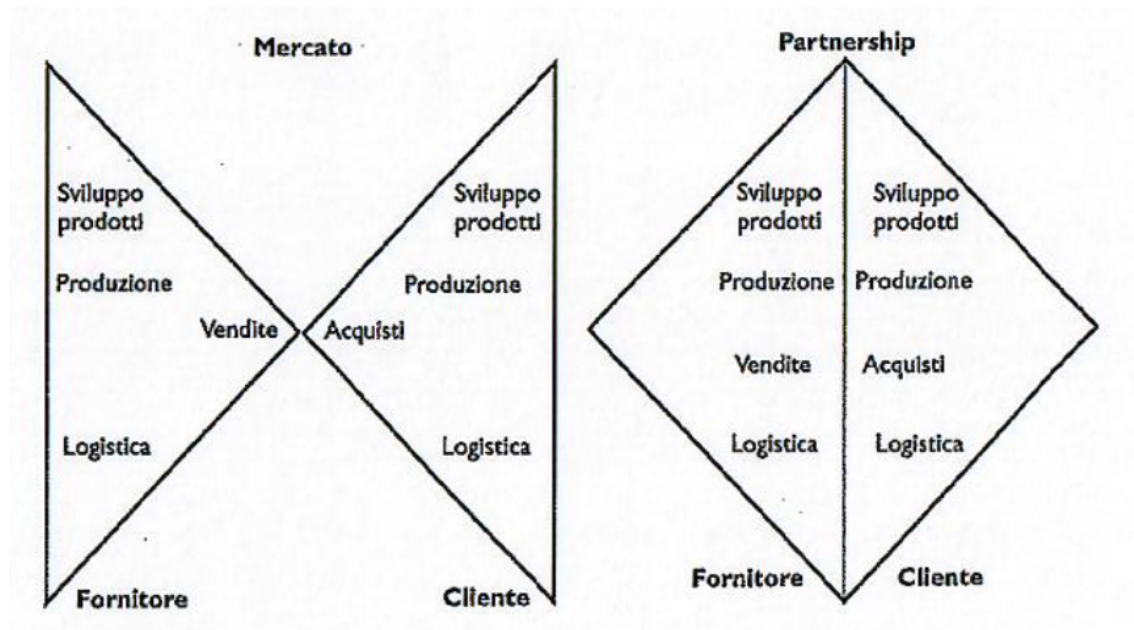 Mercato
Partnership
Sviluppo
prodotti
Sviluppo
prodotti
Sviluppo
prodotti
Sviluppo
prodotti
Produzione
Produzione
Produzione
Produzione
Vendite
Acquisti
Vendite
Acquisti
Logistica
Logistica
Logistica
Logistica
Fornitore
Cliente
Fornitore
Cliente